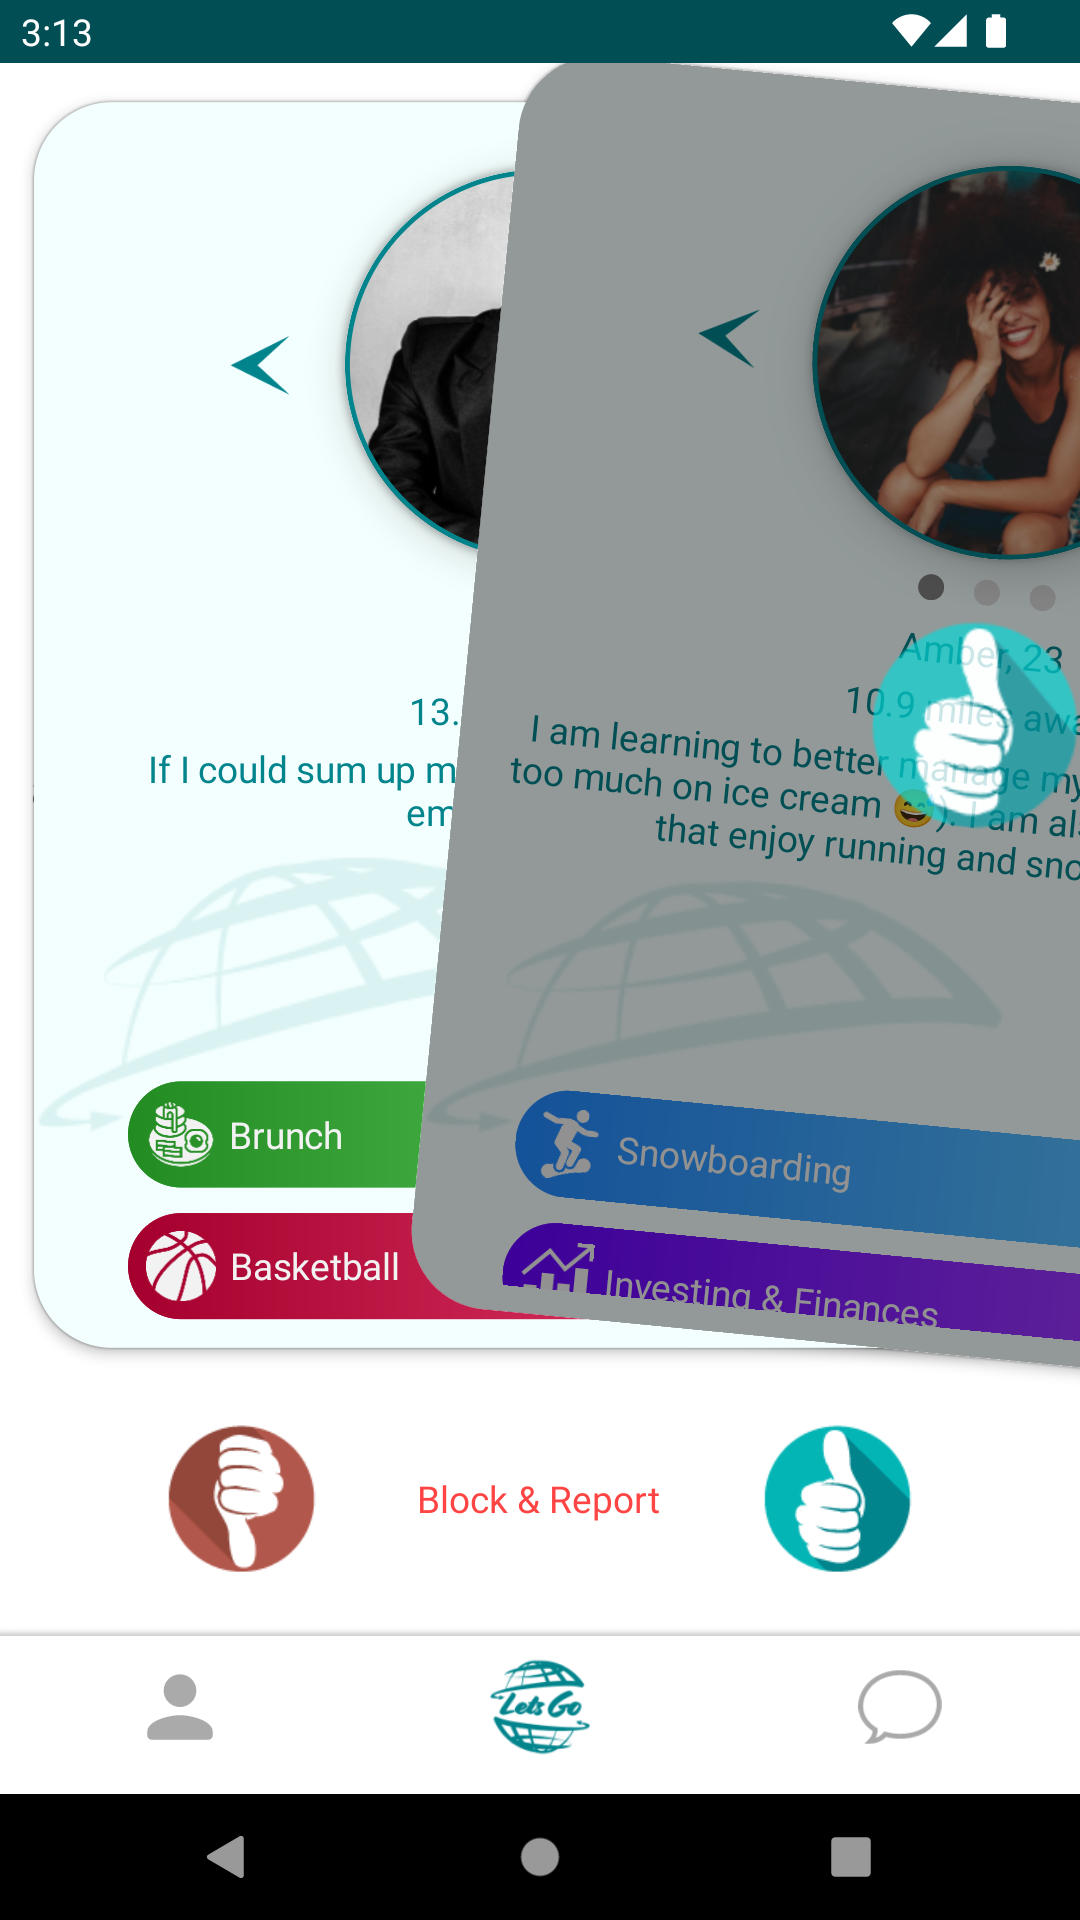 3:13
13.
If I could sum up m
em
Amber, 23
10.9 miles awa
I am learning to better manage my
too much on ice cream 😅). I am als
that enjoy running and sno
Brunch
Basketball
Snowboarding
Investing & Finances
Block & Report
Lets Go